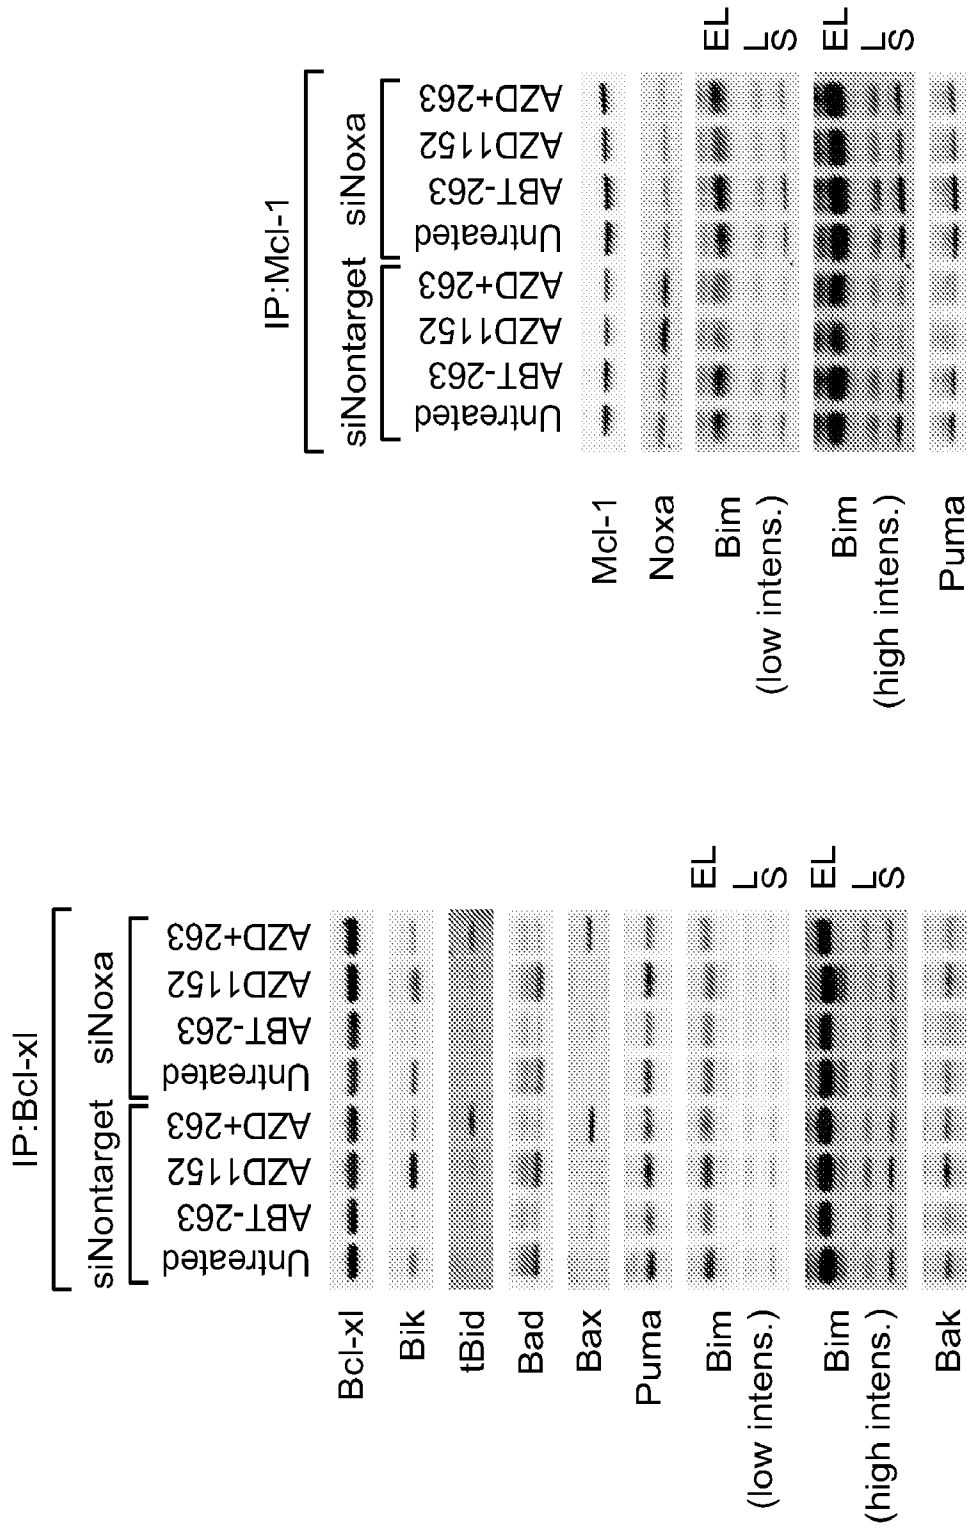 IP:Bcl-xl
siNontarget siNoxa
Untreated
ABT-263
AZD1152
AZD+263
Untreated
ABT-263
AZD1152
AZD+263
Bcl-xl
Bik
tBid
Bad
Bax
Puma
Bim
(low intens.)
EL
L
S
Bim
(high intens.)
EL
L
S
Bak
IP:Mcl-1
siNontarget siNoxa
Untreated
ABT-263
AZD1152
AZD+263
Untreated
ABT-263
AZD1152
AZD+263
Mcl-1
Noxa
Bim
(low intens.)
EL
L
S
Bim
(high intens.)
EL
L
S
Puma